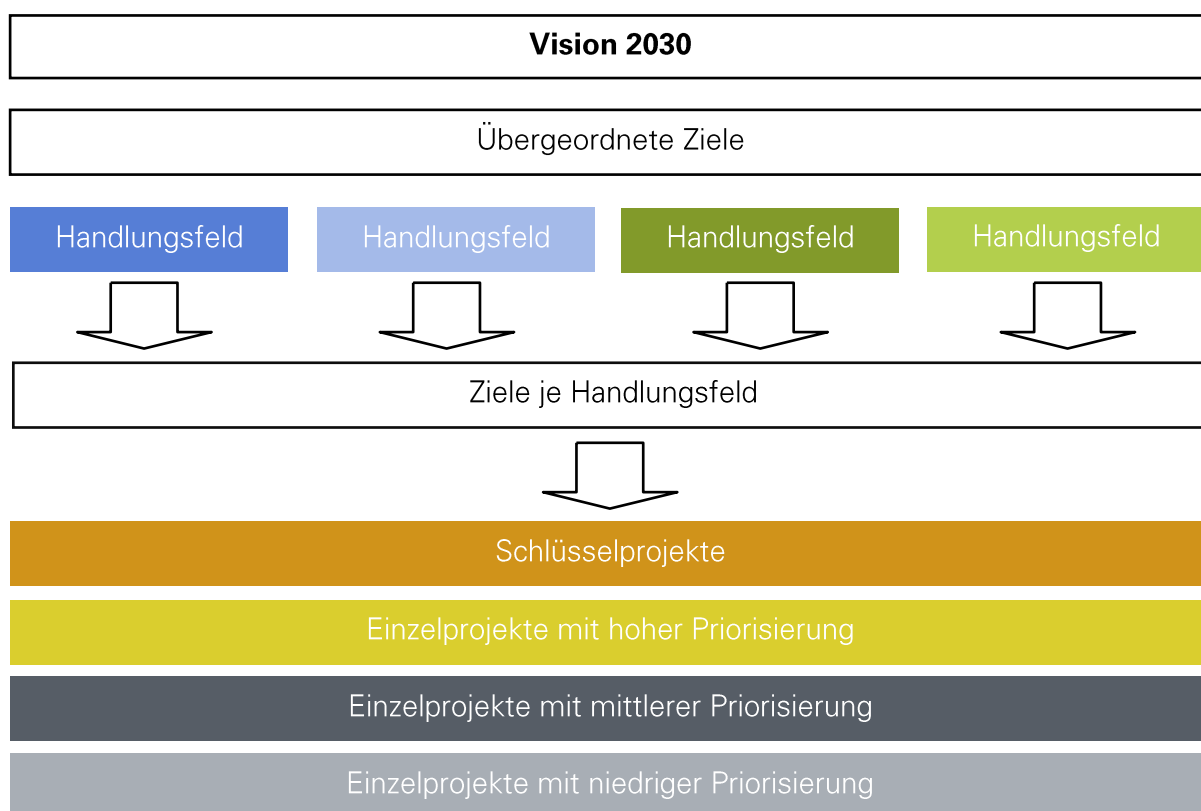 Vision 2030
Übergeordnete Ziele
Handlungsfeld
Handlungsfeld
Handlungsfeld
Handlungsfeld
Ziele je Handlungsfeld
Schlüsselprojekte
Einzelprojekte mit hoher Priorisierung
Einzelprojekte mit mittlerer Priorisierung
Einzelprojekte mit niedriger Priorisierung